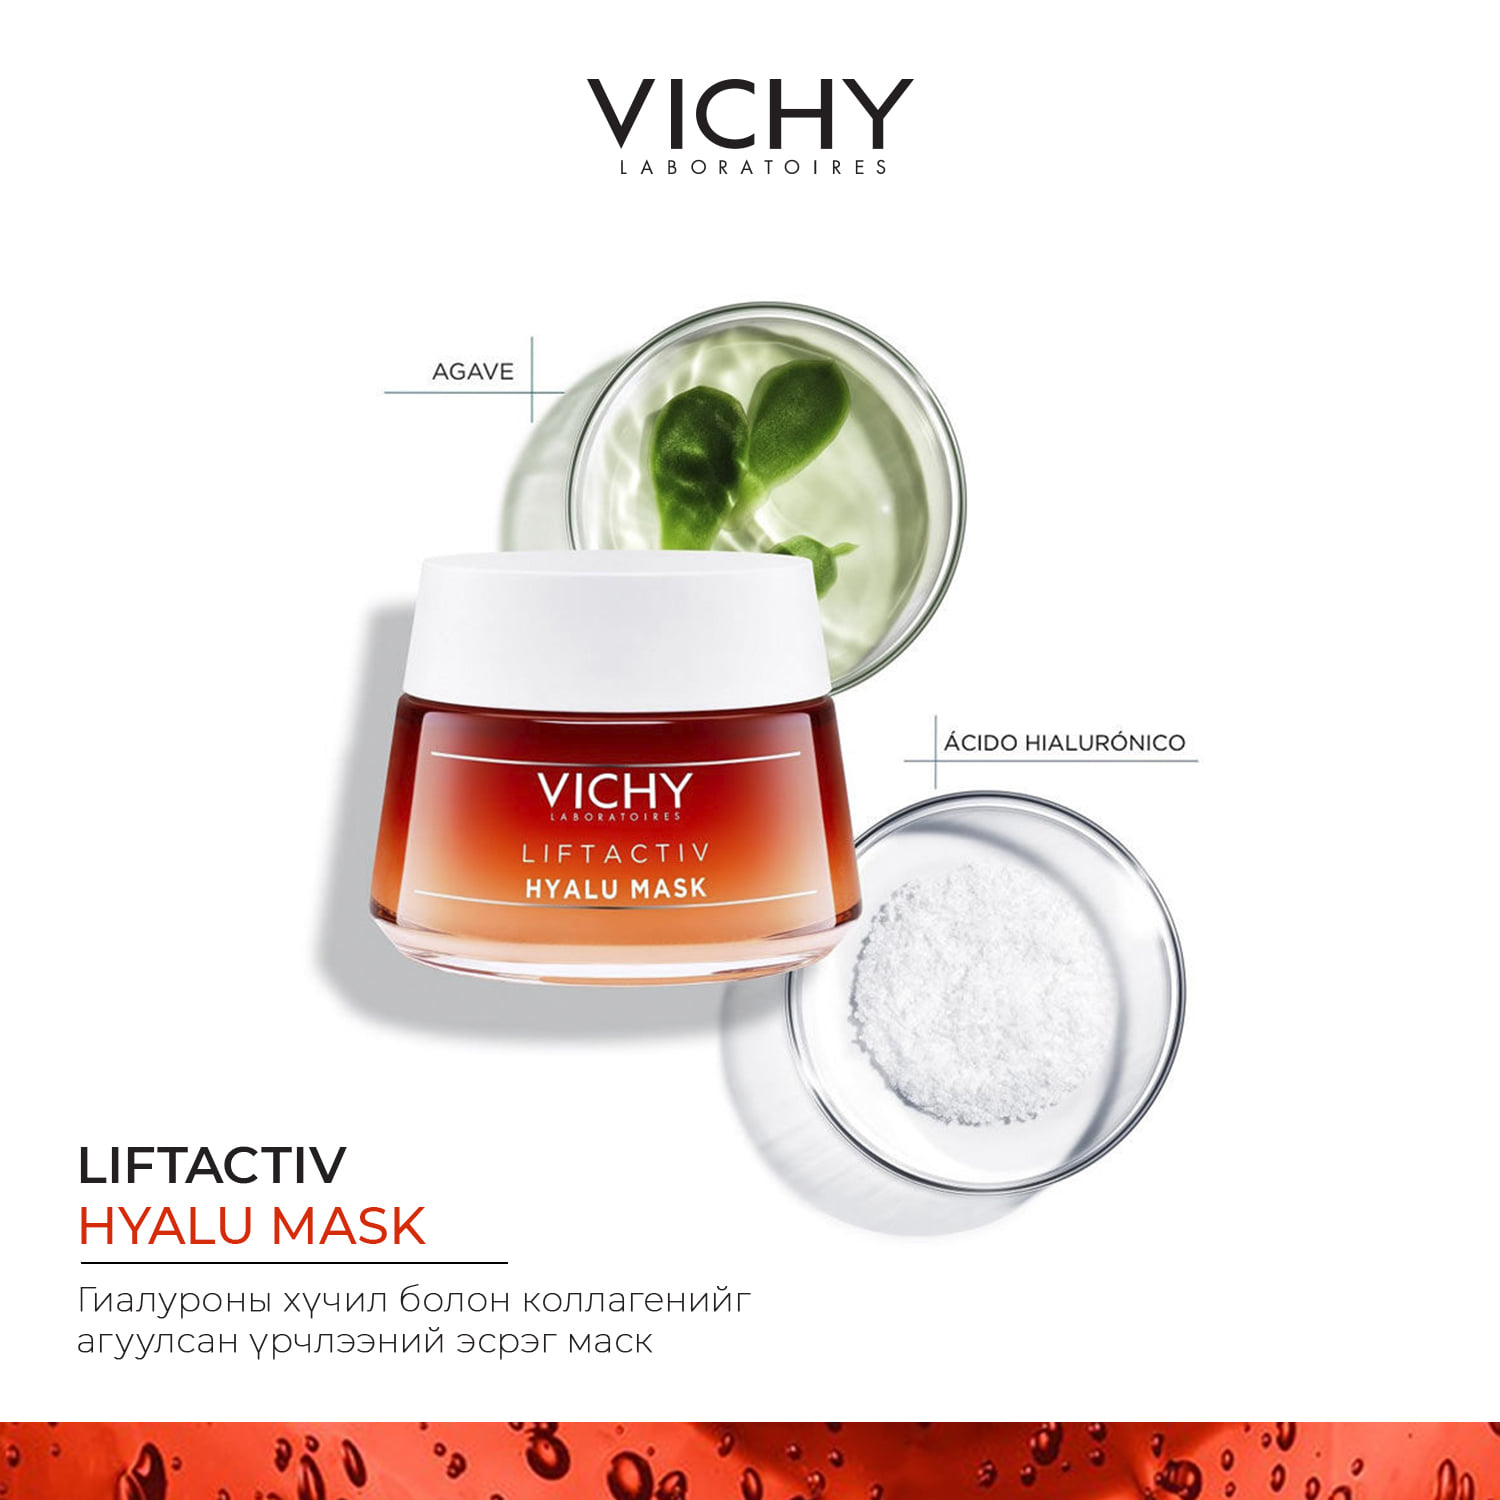 VICHY
LABORATOIRES
AGAVE
ÁCIDO HIALURÓNICO
VICHY
LABORATOIRES
LIFTACTIV
HYALU MASK
LIFTACTIV
HYALU MASK
Гиалуроны хүчил болон коллагенийг
агуулсан үрчлээний эсрэг маск